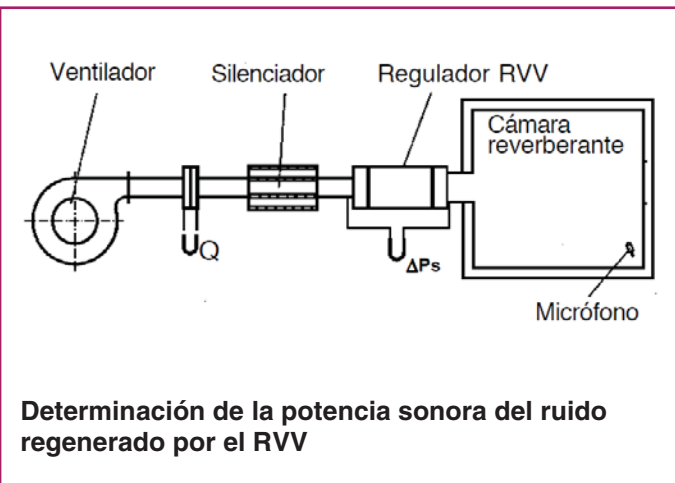 Ventilador
Silenciador
Regulador RVV
Cámara
reverberante
Q
ΔPs
Micrófono
Determinación de la potencia sonora del ruido
regenerado por el RVV